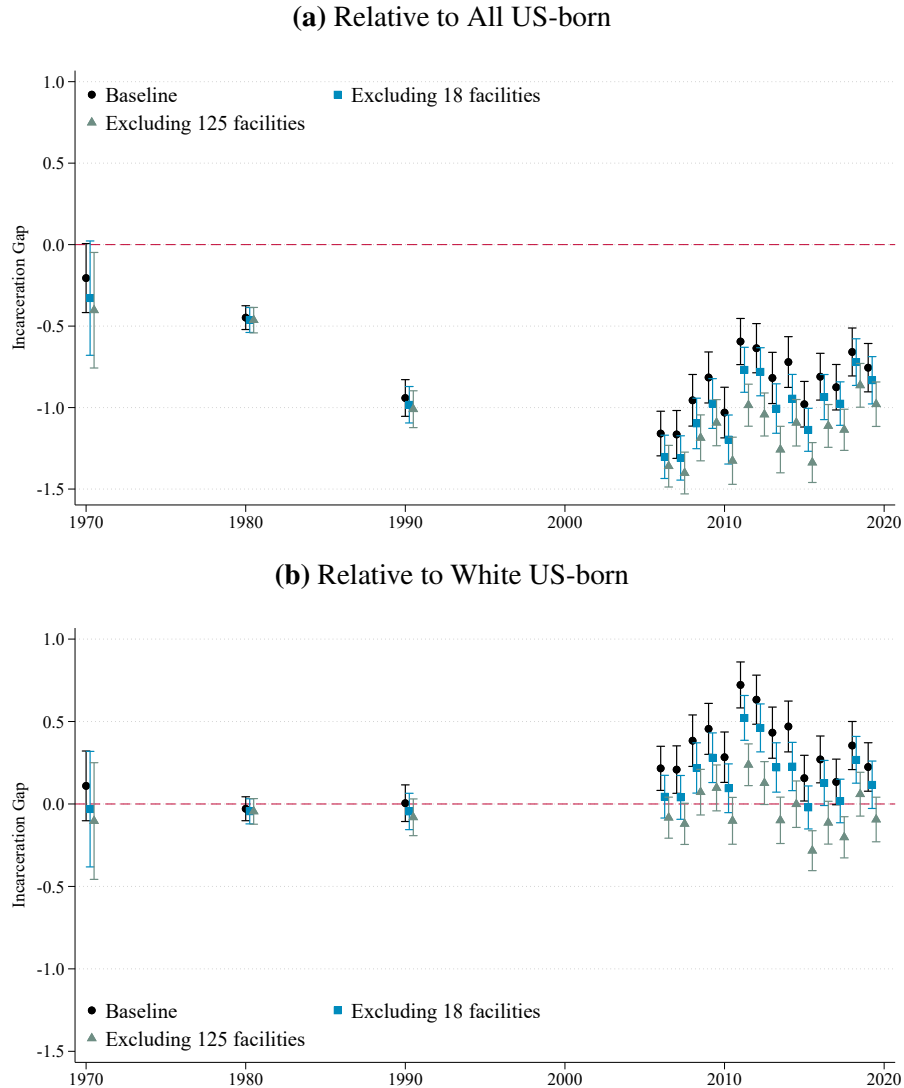 (a) Relative to All US-born
1.0
Baseline
Excluding 18 facilities
Excluding 125 facilities
0.5
0.0
Incarceration Gap
-0.5
-1.0
-1.5
1970 1980 1990 2000 2010 2020
(b) Relative to White US-born
1.0
0.5
0.0
Incarceration Gap
-0.5
-1.0
Baseline
Excluding 18 facilities
Excluding 125 facilities
-1.5
1970 1980 1990 2000 2010 2020